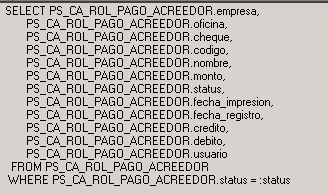 SELECT PS_CA_ROL_PAGO_ACREEDOR.empresa,
PS_CA_ROL_PAGO_ACREEDOR.oficina,
PS_CA_ROL_PAGO_ACREEDOR.cheque,
PS_CA_ROL_PAGO_ACREEDOR.codigo,
PS_CA_ROL_PAGO_ACREEDOR.nombre,
PS_CA_ROL_PAGO_ACREEDOR.monto,
PS_CA_ROL_PAGO_ACREEDOR.status,
PS_CA_ROL_PAGO_ACREEDOR.fecha_impresion,
PS_CA_ROL_PAGO_ACREEDOR.fecha_registro,
PS_CA_ROL_PAGO_ACREEDOR.credito,
PS_CA_ROL_PAGO_ACREEDOR.debito,
PS_CA_ROL_PAGO_ACREEDOR.usuario
FROM PS_CA_ROL_PAGO_ACREEDOR
WHERE PS_CA_ROL_PAGO_ACREEDOR.status = :status